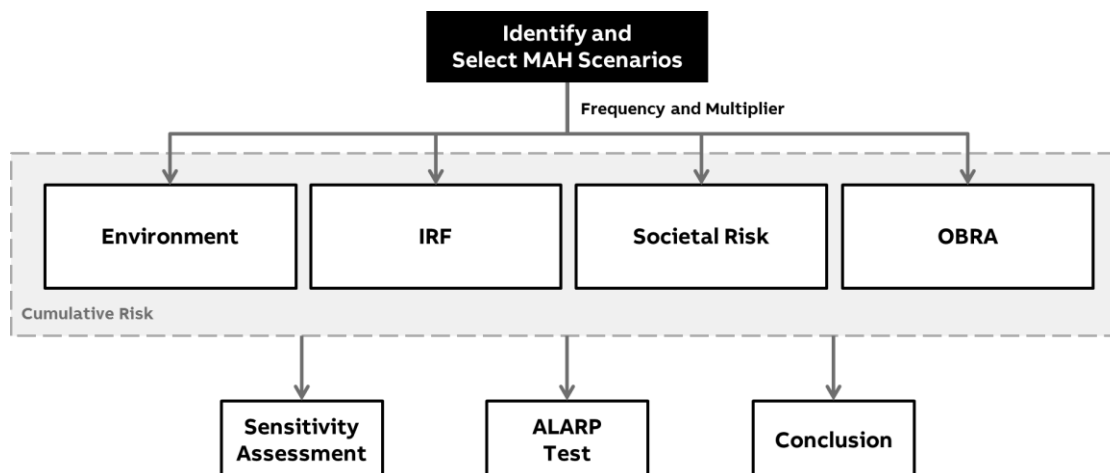 Identify and
Select MAH Scenarios
Frequency and Multiplier
Environment
IRF
Societal Risk
OBRA
Cumulative Risk
Sensitivity
Assessment
ALARP
Test
Conclusion